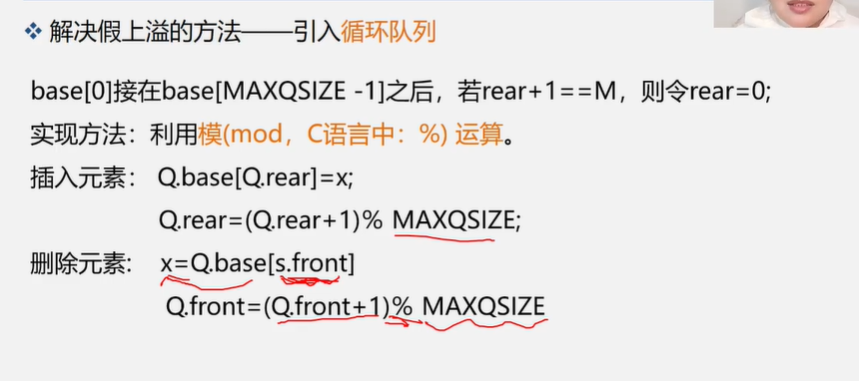 ❖ 解决假上溢的方法——引入循环队列
base[0]接在base[MAXQSIZE -1]之后，若rear+1==M，则令rear=0;
实现方法：利用模(mod，C语言中：%) 运算。
插入元素： Q.base[Q.rear]=x;
Q.rear=(Q.rear+1)% MAXQSIZE;
删除元素: x=Q.base[s.front]
Q.front=(Q.front+1)% MAXQSIZE